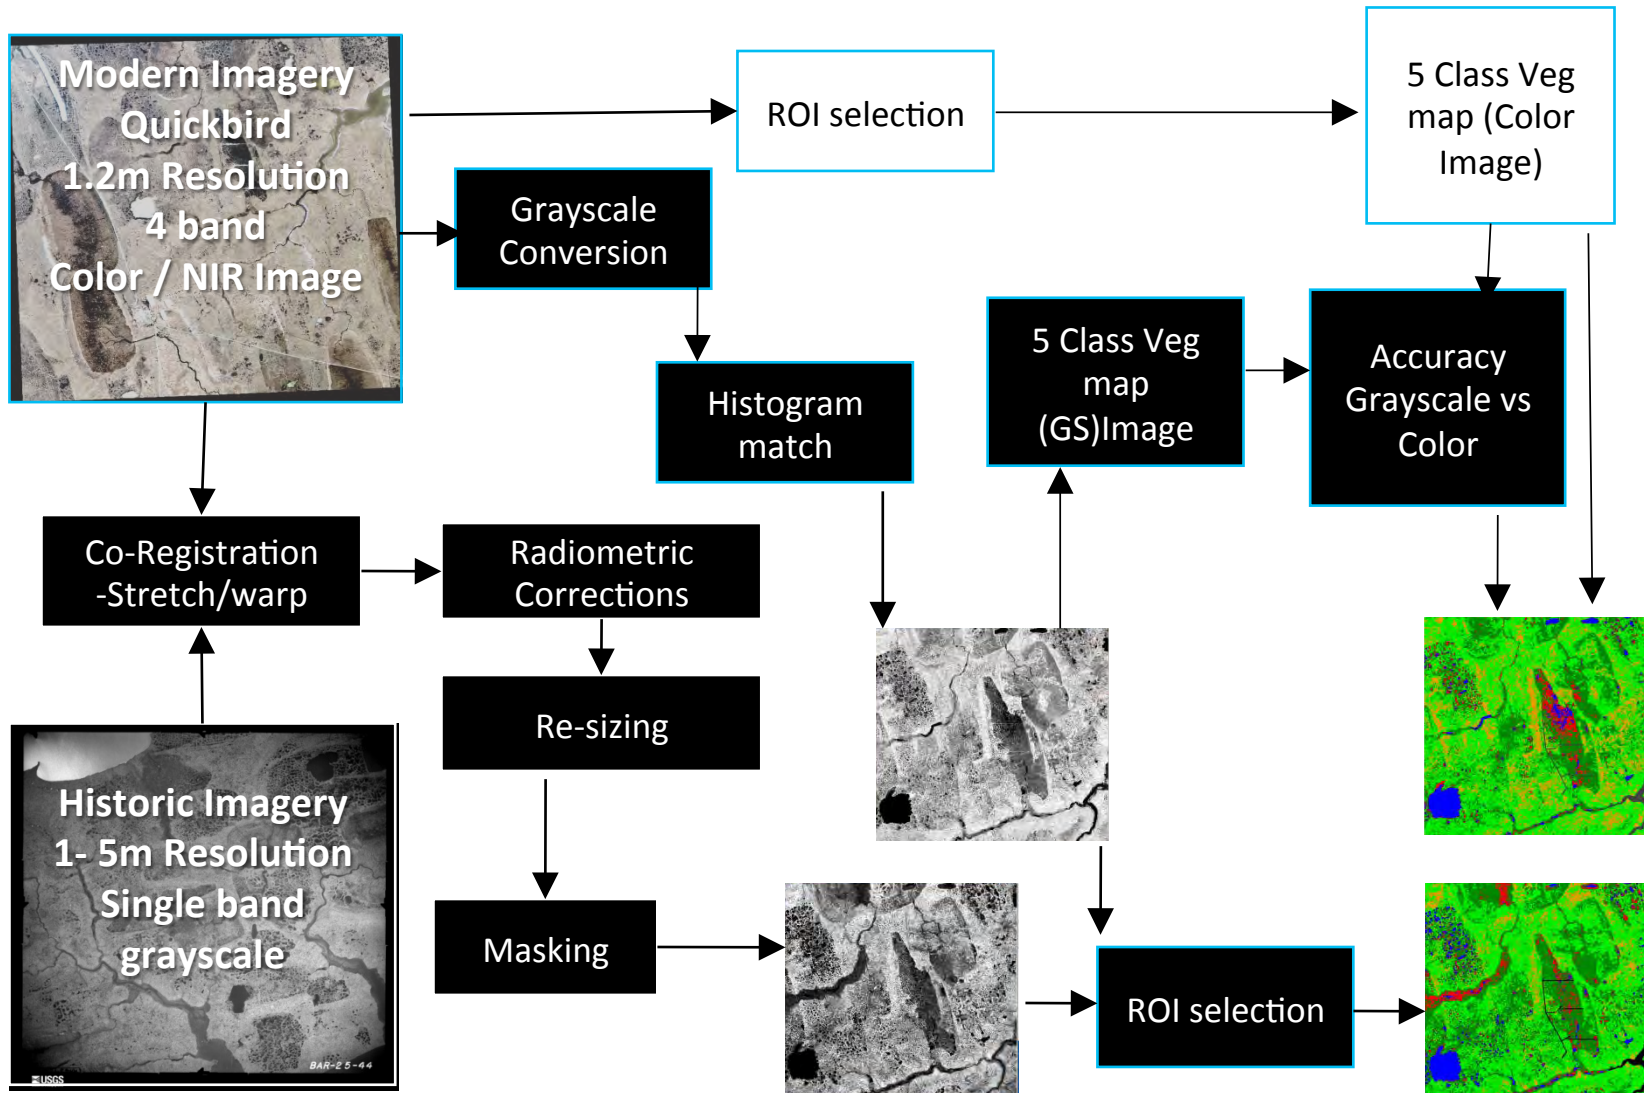 Modern Imagery
Quickbird
1.2m Resolution
4 band
Color / NIR Image
ROI selection
5 Class Veg
map (Color
Image)
Grayscale
Conversion
Histogram
match
5 Class Veg
map
(GS)Image
Accuracy
Grayscale vs
Color
Co-Registration
-Stretch/warp
Radiometric
Corrections
Re-sizing
Historic Imagery
1- 5m Resolution
Single band
grayscale
BAR-25-44
USGS
Masking
ROI selection